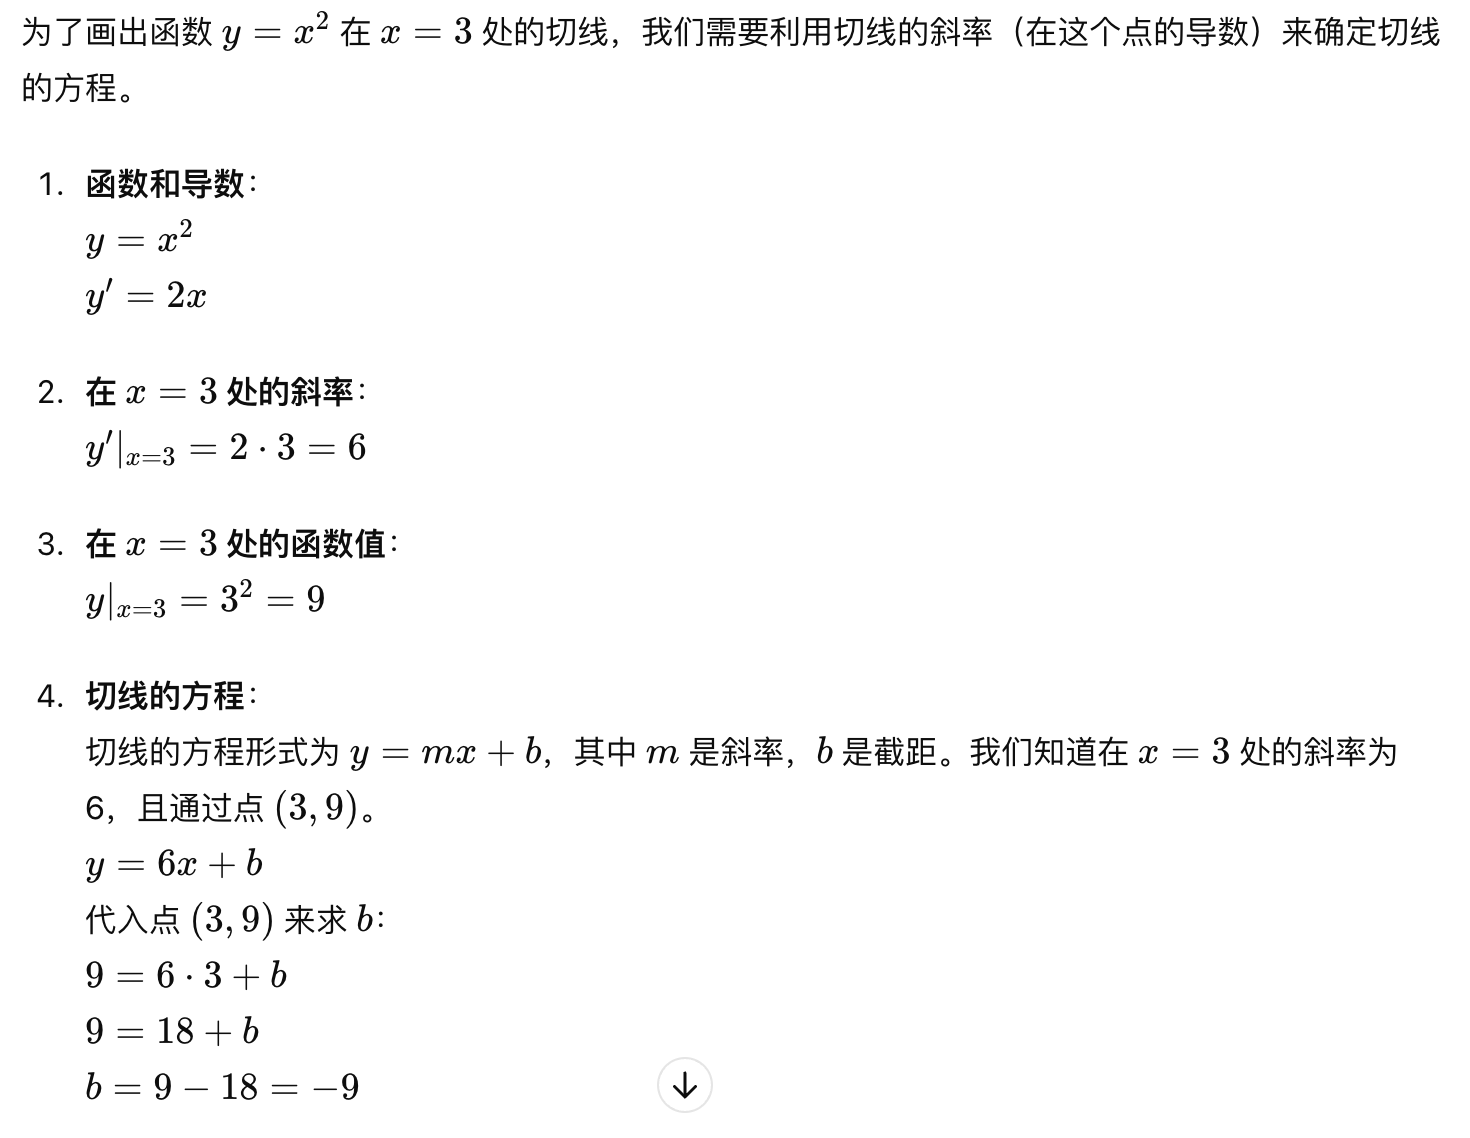 为了画出函数 y = x² 在 x = 3 处的切线，我们需要利用切线的斜率（在这个点的导数）来确定切线
的方程。
1. 函数和导数：
y = x²
y′ = 2x
2. 在 x = 3 处的斜率：
y′|ₓ₌₃ = 2 · 3 = 6
3. 在 x = 3 处的函数值：
y|ₓ₌₃ = 3² = 9
4. 切线的方程：
切线的方程形式为 y = mx + b，其中 m 是斜率，b 是截距。我们知道在 x = 3 处的斜率为
6，且通过点 (3, 9)。
y = 6x + b
代入点 (3, 9) 来求 b：
9 = 6 · 3 + b
9 = 18 + b
b = 9 − 18 = −9